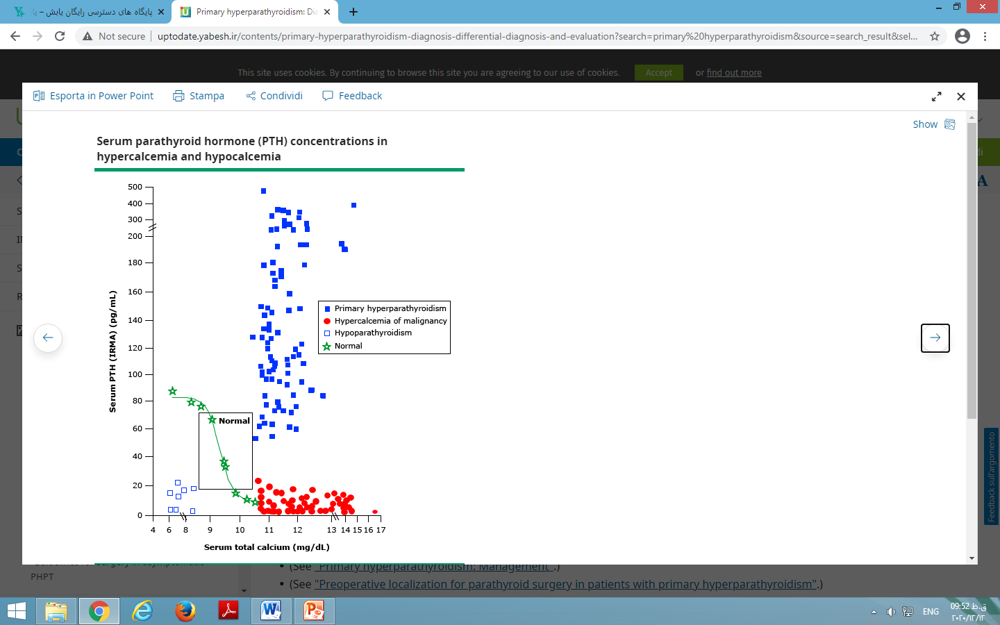 پایگاه های دسترسی رایگان یابش – یا
Primary hyperparathyroidism: Dia
Not secure
uptodate.yabesh.ir/contents/primary-hyperparathyroidism-diagnosis-differential-diagnosis-and-evaluation?search=primary%20hyperparathyroidism&source=search_result&sel...
This site uses cookies. By continuing to browse this site you are agreeing to our use of cookies. Accept or find out more
Esporta in Power Point Stampa Condividi Feedback
Show
Serum parathyroid hormone (PTH) concentrations in
hypercalcemia and hypocalcemia
500
400
300
200
180
160
140
120
100
80
60
40
20
0
Serum PTH (IRMA) (pg/mL)
Primary hyperparathyroidism
Hypercalcemia of malignancy
Hypoparathyroidism
Normal
Normal
4 6 8 9 10 11 12 13 14 15 16 17
Serum total calcium (mg/dL)
Feedback sull'argomento
A
PHPT
(See "Primary hyperparathyroidism: Management".)
(See "Preoperative localization for parathyroid surgery in patients with primary hyperparathyroidism".)
ENG
09:52 ق.ظ
۲۰۲۰/۱۲/۱۲